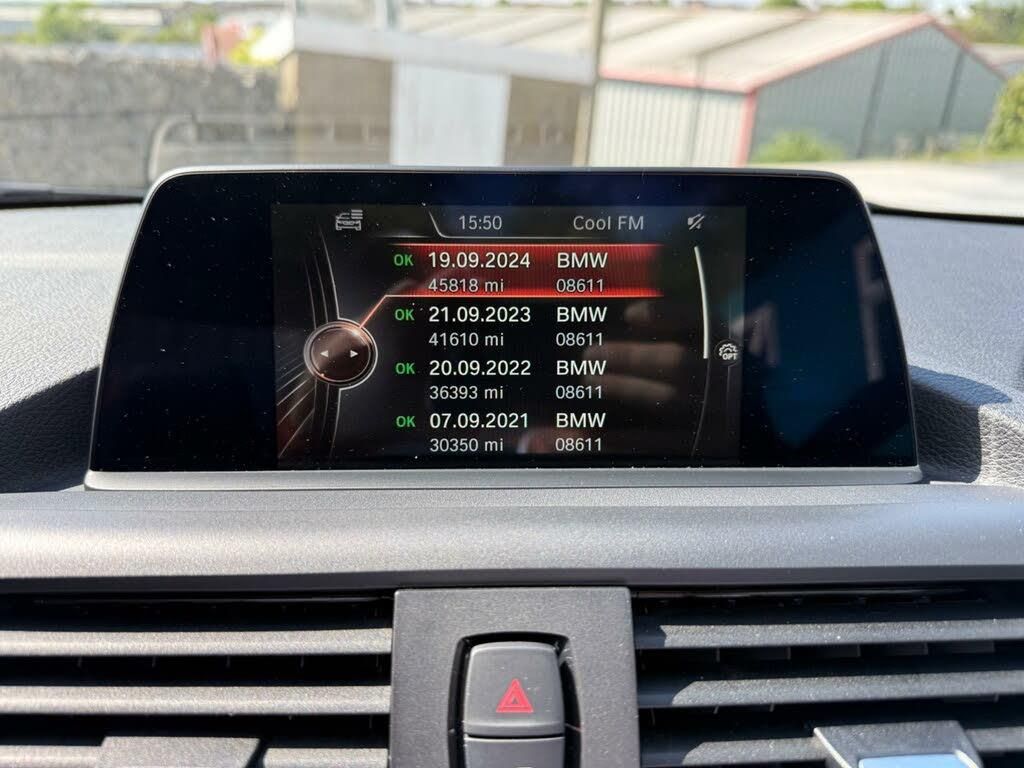 15:50 Cool FM
OK 19.09.2024 BMW
45818 mi 08611
OK 21.09.2023 BMW
41610 mi 08611
OK 20.09.2022 BMW
36393 mi 08611
OK 07.09.2021 BMW
30350 mi 08611
OPT